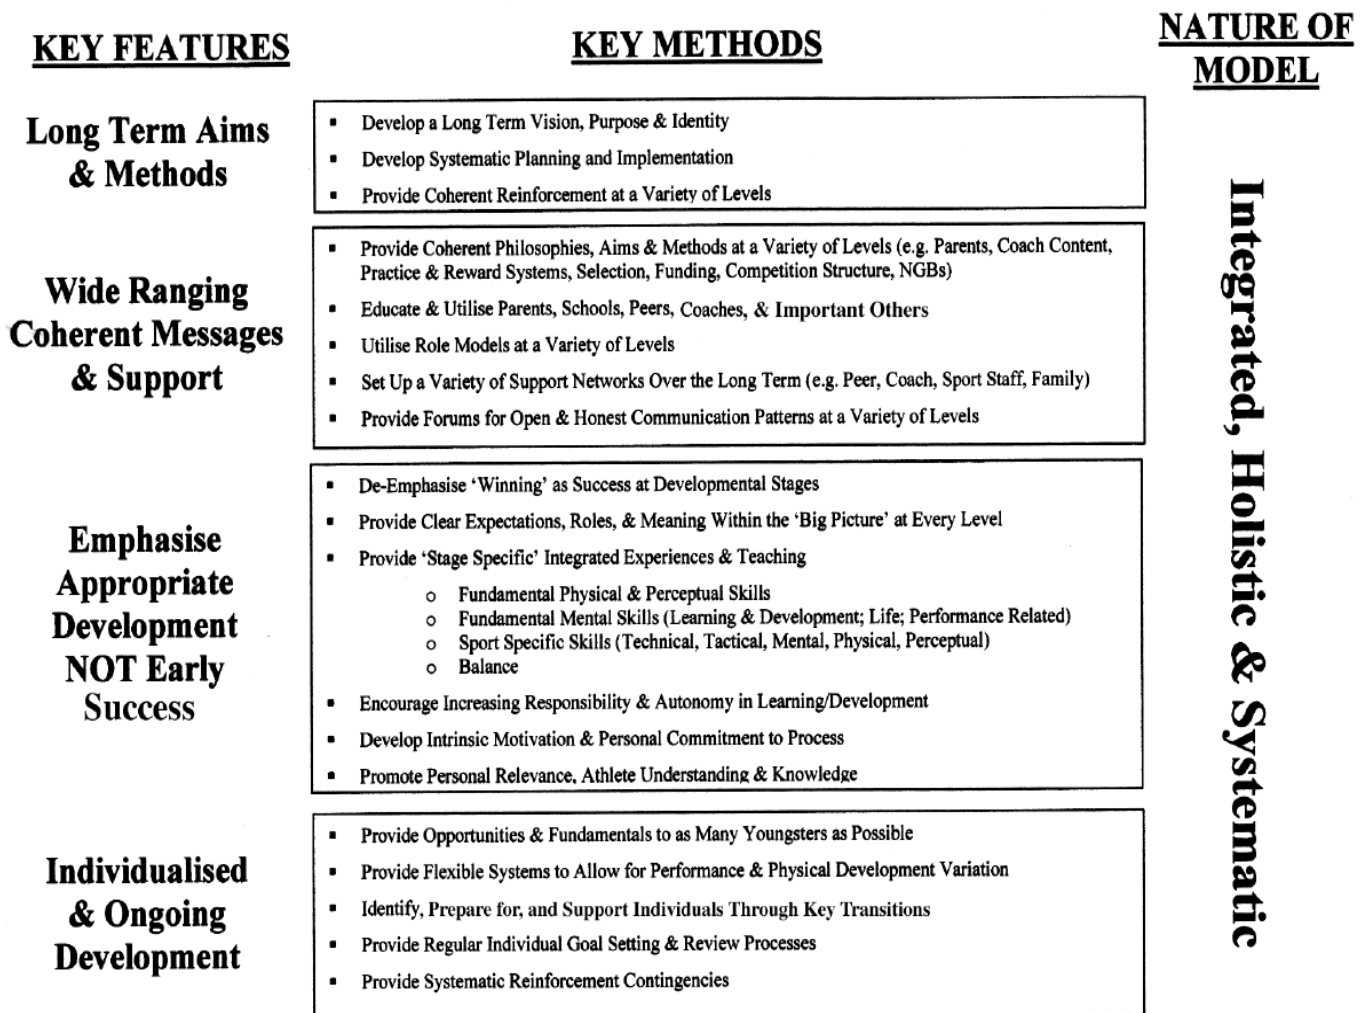 KEY FEATURES
KEY METHODS
NATURE OF
MODEL
Long Term Aims
& Methods
▪ Develop a Long Term Vision, Purpose & Identity
▪ Develop Systematic Planning and Implementation
▪ Provide Coherent Reinforcement at a Variety of Levels
Wide Ranging
Coherent Messages
& Support
▪ Provide Coherent Philosophies, Aims & Methods at a Variety of Levels (e.g. Parents, Coach Content,
Practice & Reward Systems, Selection, Funding, Competition Structure, NGBs)
▪ Educate & Utilise Parents, Schools, Peers, Coaches, & Important Others
▪ Utilise Role Models at a Variety of Levels
▪ Set Up a Variety of Support Networks Over the Long Term (e.g. Peer, Coach, Sport Staff, Family)
▪ Provide Forums for Open & Honest Communication Patterns at a Variety of Levels
Emphasise
Appropriate
Development
NOT Early
Success
▪ De-Emphasise ‘Winning’ as Success at Developmental Stages
▪ Provide Clear Expectations, Roles, & Meaning Within the ‘Big Picture’ at Every Level
▪ Provide ‘Stage Specific’ Integrated Experiences & Teaching
o Fundamental Physical & Perceptual Skills
o Fundamental Mental Skills (Learning & Development; Life; Performance Related)
o Sport Specific Skills (Technical, Tactical, Mental, Physical, Perceptual)
o Balance
▪ Encourage Increasing Responsibility & Autonomy in Learning/Development
▪ Develop Intrinsic Motivation & Personal Commitment to Process
▪ Promote Personal Relevance, Athlete Understanding & Knowledge
Individualised
& Ongoing
Development
▪ Provide Opportunities & Fundamentals to as Many Youngsters as Possible
▪ Provide Flexible Systems to Allow for Performance & Physical Development Variation
▪ Identify, Prepare for, and Support Individuals Through Key Transitions
▪ Provide Regular Individual Goal Setting & Review Processes
▪ Provide Systematic Reinforcement Contingencies
Integrated, Holistic & Systematic